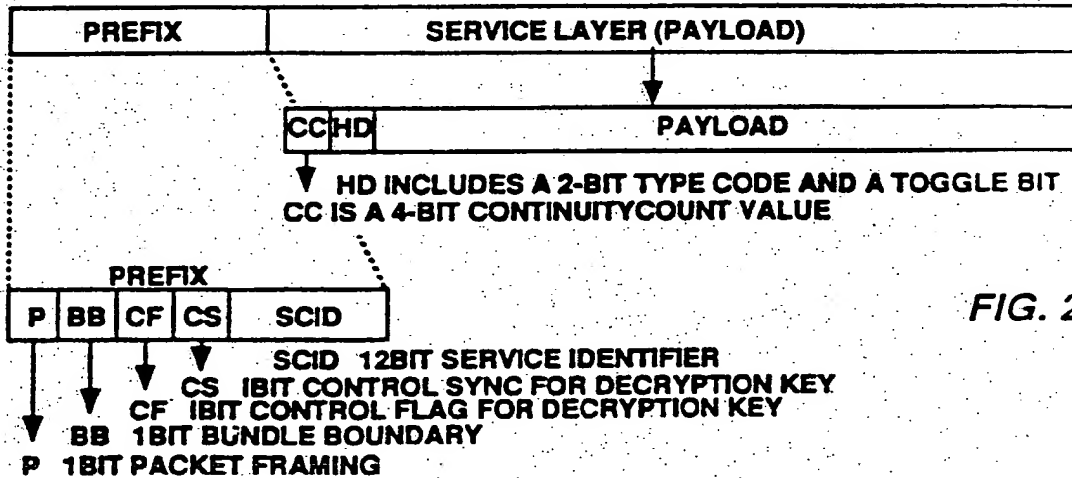 PREFIX SERVICE LAYER (PAYLOAD)
CC HD PAYLOAD
HD INCLUDES A 2-BIT TYPE CODE AND A TOGGLE BIT
CC IS A 4-BIT CONTINUITYCOUNT VALUE
PREFIX
P BB CF CS SCID
FIG. 2
SCID 12BIT SERVICE IDENTIFIER
CS IBIT CONTROL SYNC FOR DECRYPTION KEY
CF IBIT CONTROL FLAG FOR DECRYPTION KEY
BB 1BIT BUNDLE BOUNDARY
P 1BIT PACKET FRAMING